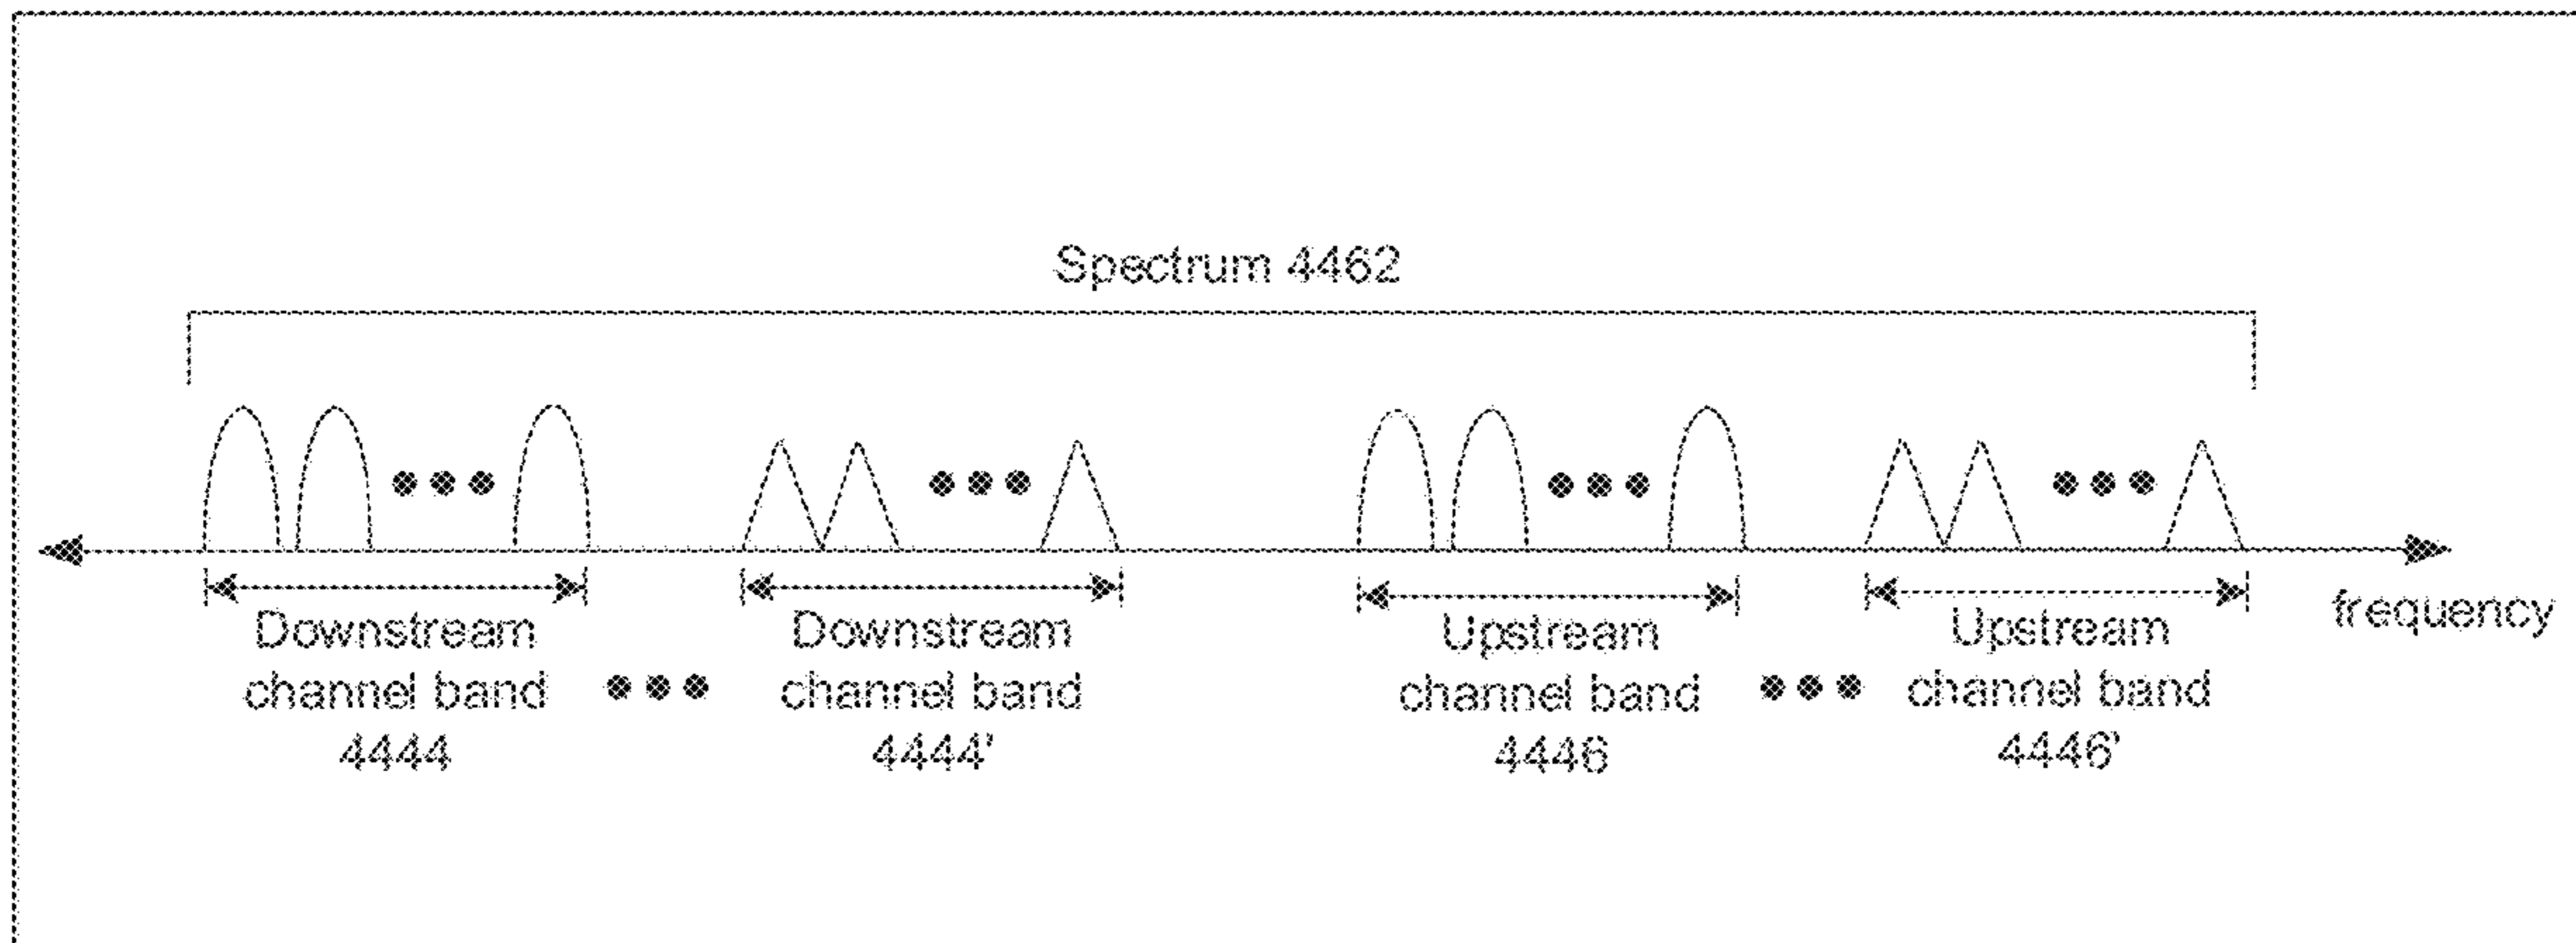 Spectrum 4462
frequency
Downstream
channel band
4444
Downstream
channel band
4444'
Upstream
channel band
4446
Upstream
channel band
4446'